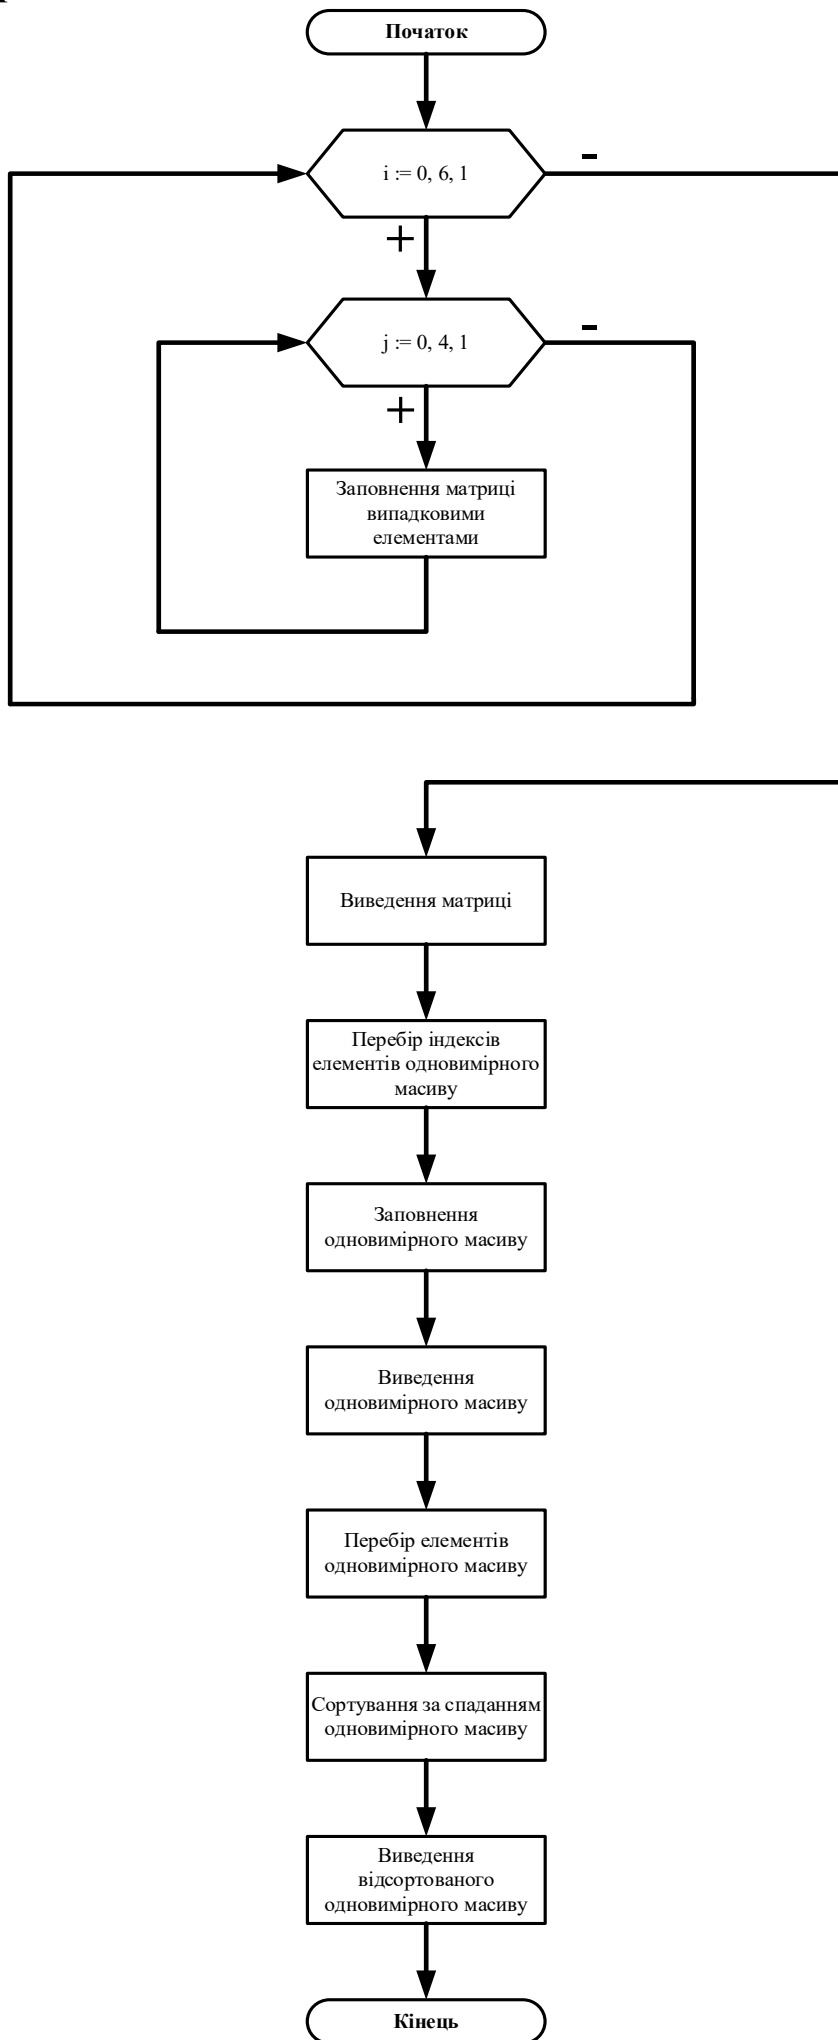 Початок
i := 0, 6, 1
-
+
j := 0, 4, 1
-
+
Заповнення матриці
випадковими
елементами
Виведення матриці
Перебір індексів
елементів одновимірного
масиву
Заповнення
одновимірного масиву
Виведення
одновимірного масиву
Перебір елементів
одновимірного масиву
Сортування за спаданням
одновимірного масиву
Виведення
відсортованого
одновимірного масиву
Кінець